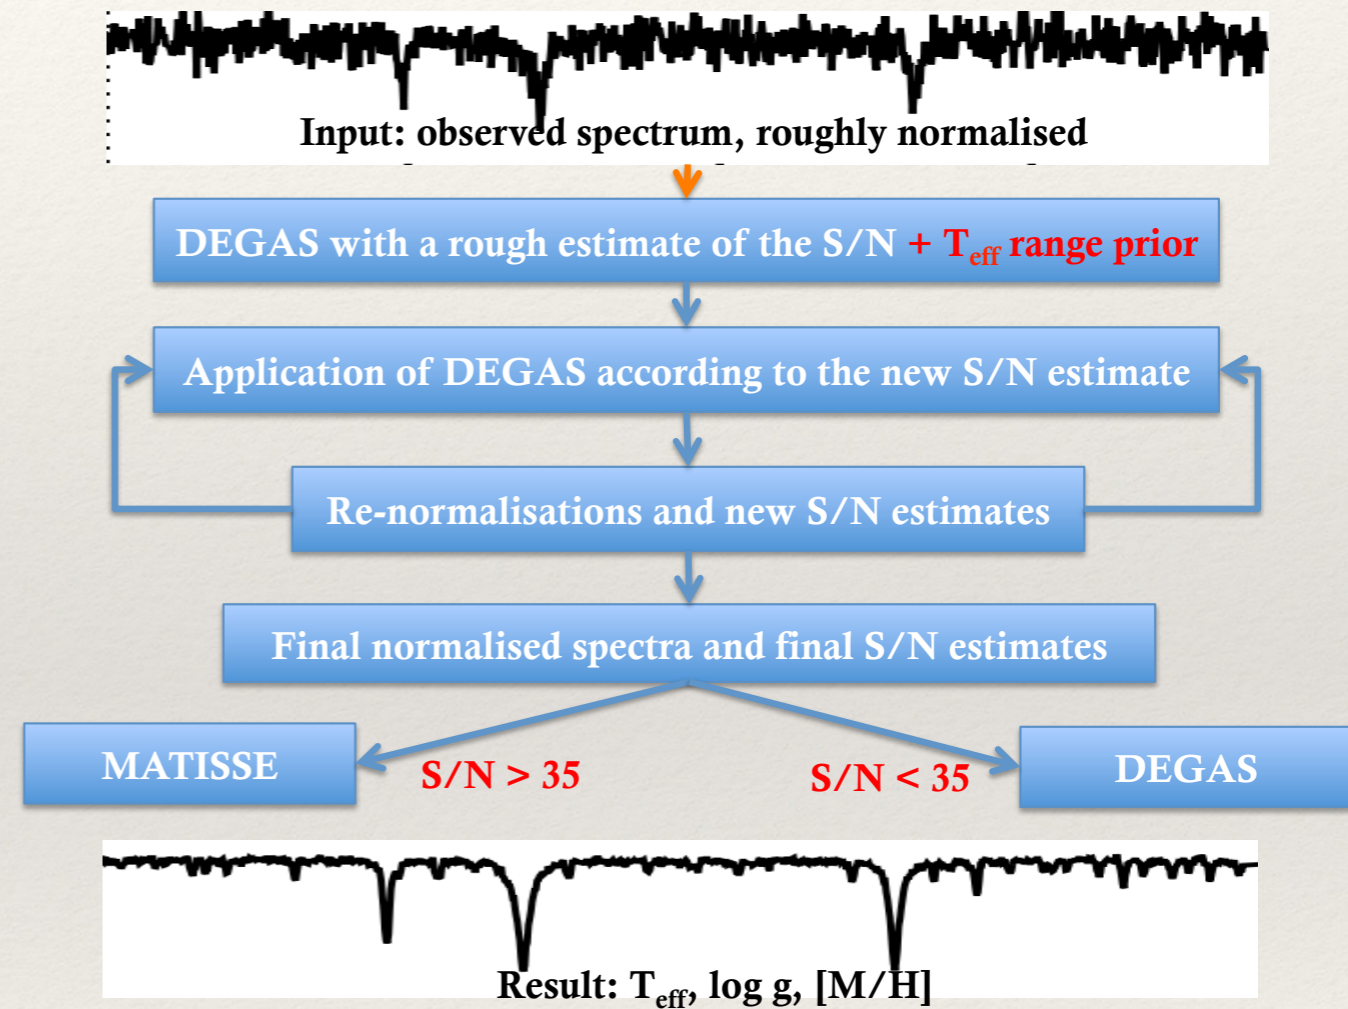 Input: observed spectrum, roughly normalised
DEGAS with a rough estimate of the S/N + Teff range prior
Application of DEGAS according to the new S/N estimate
Re-normalisations and new S/N estimates
Final normalised spectra and final S/N estimates
MATISSE
S/N > 35
S/N < 35
DEGAS
Result: Teff, log g, [M/H]